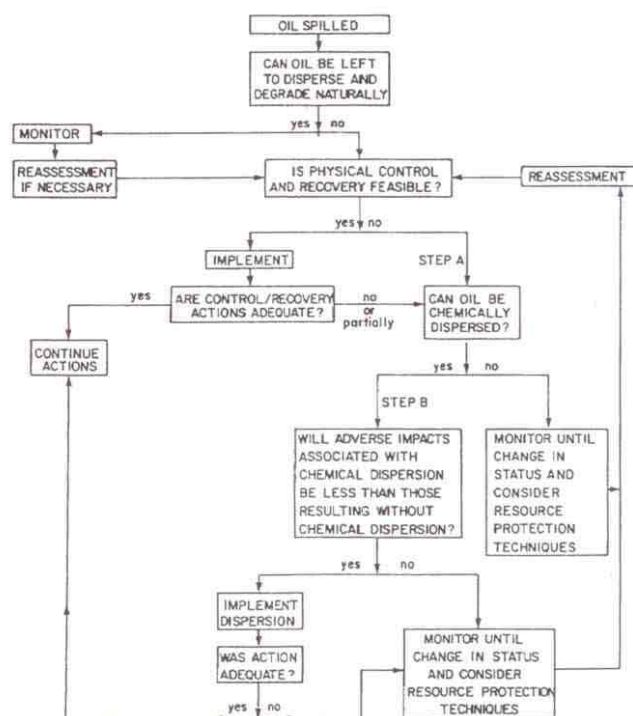 OIL SPILLED
CAN OIL BE LEFT
TO DISPERSE AND
DEGRADE NATURALLY
yes no
MONITOR
REASSESSMENT
IF NECESSARY
IS PHYSICAL CONTROL
AND RECOVERY FEASIBLE?
REASSESSMENT
yes no
IMPLEMENT
STEP A
yes
ARE CONTROL/RECOVERY
ACTIONS ADEQUATE?
no
or
partially
CAN OIL BE
CHEMICALLY
DISPERSED?
CONTINUE
ACTIONS
yes no
STEP B
WILL ADVERSE IMPACTS
ASSOCIATED WITH
CHEMICAL DISPERSION
BE LESS THAN THOSE
RESULTING WITHOUT
CHEMICAL DISPERSION?
MONITOR UNTIL
CHANGE IN
STATUS AND
CONSIDER
RESOURCE
PROTECTION
TECHNIQUES
yes no
IMPLEMENT
DISPERSION
WAS ACTION
ADEQUATE?
MONITOR UNTIL
CHANGE IN STATUS
AND CONSIDER
RESOURCE PROTECTION
TECHNIQUES
yes no